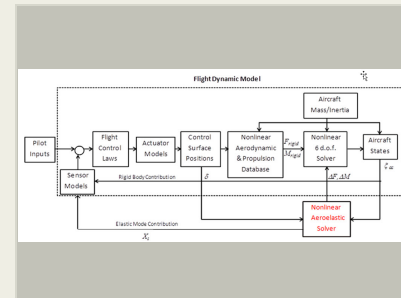 Flight Dynamic Model
Aircraft
Mass/Inertia
Pilot
Inputs
Flight
Control
Laws
Actuator
Models
Control
Surface
Positions
Nonlinear
Aerodynamic
& Propulsion
Database
F rigid
M rigid
Nonlinear
6 d.o.f.
Solver
Aircraft
States
Sensor
Models
Rigid Body Contribution
δ
ΔF, ΔM
Nonlinear
Aeroelastic
Solver
Elastic Mode Contribution